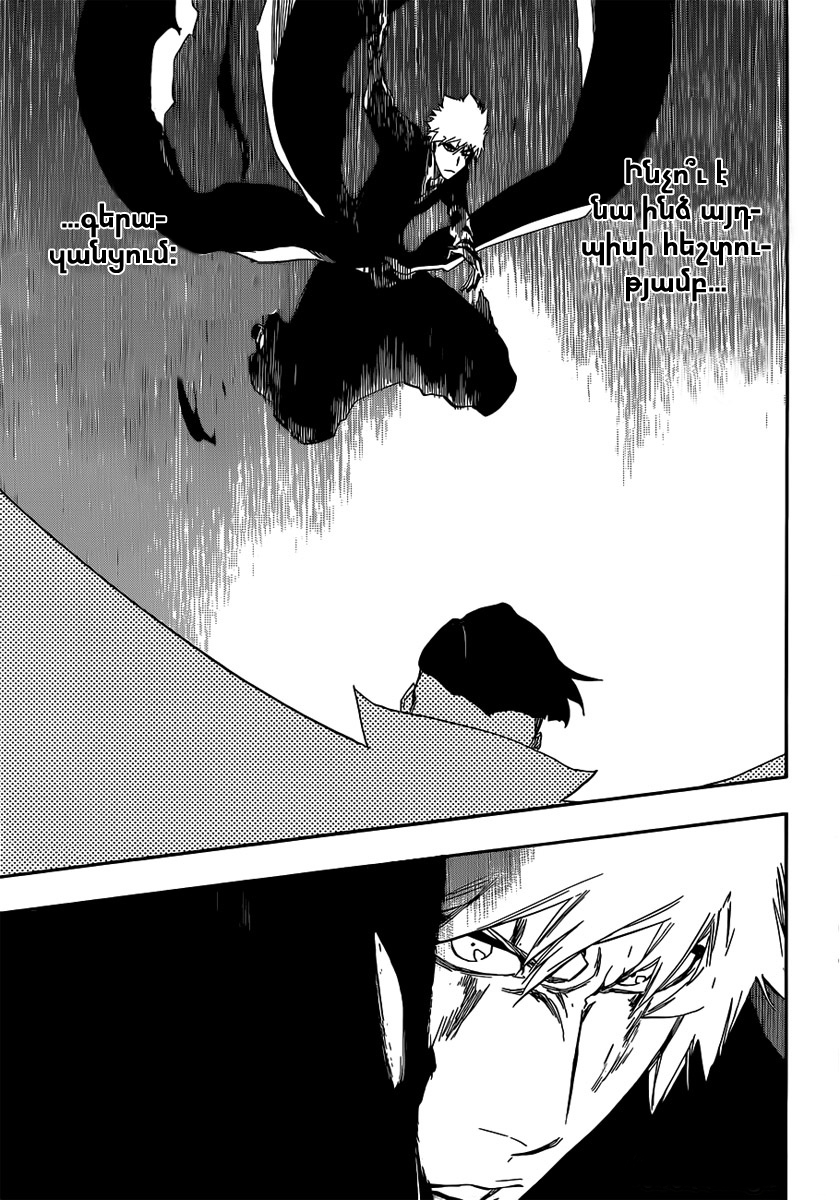 Ինչո՞ւ է
նա ինձ այդ-
պիսի հեշտու-
թյամբ...
...գերա-
զանցում: